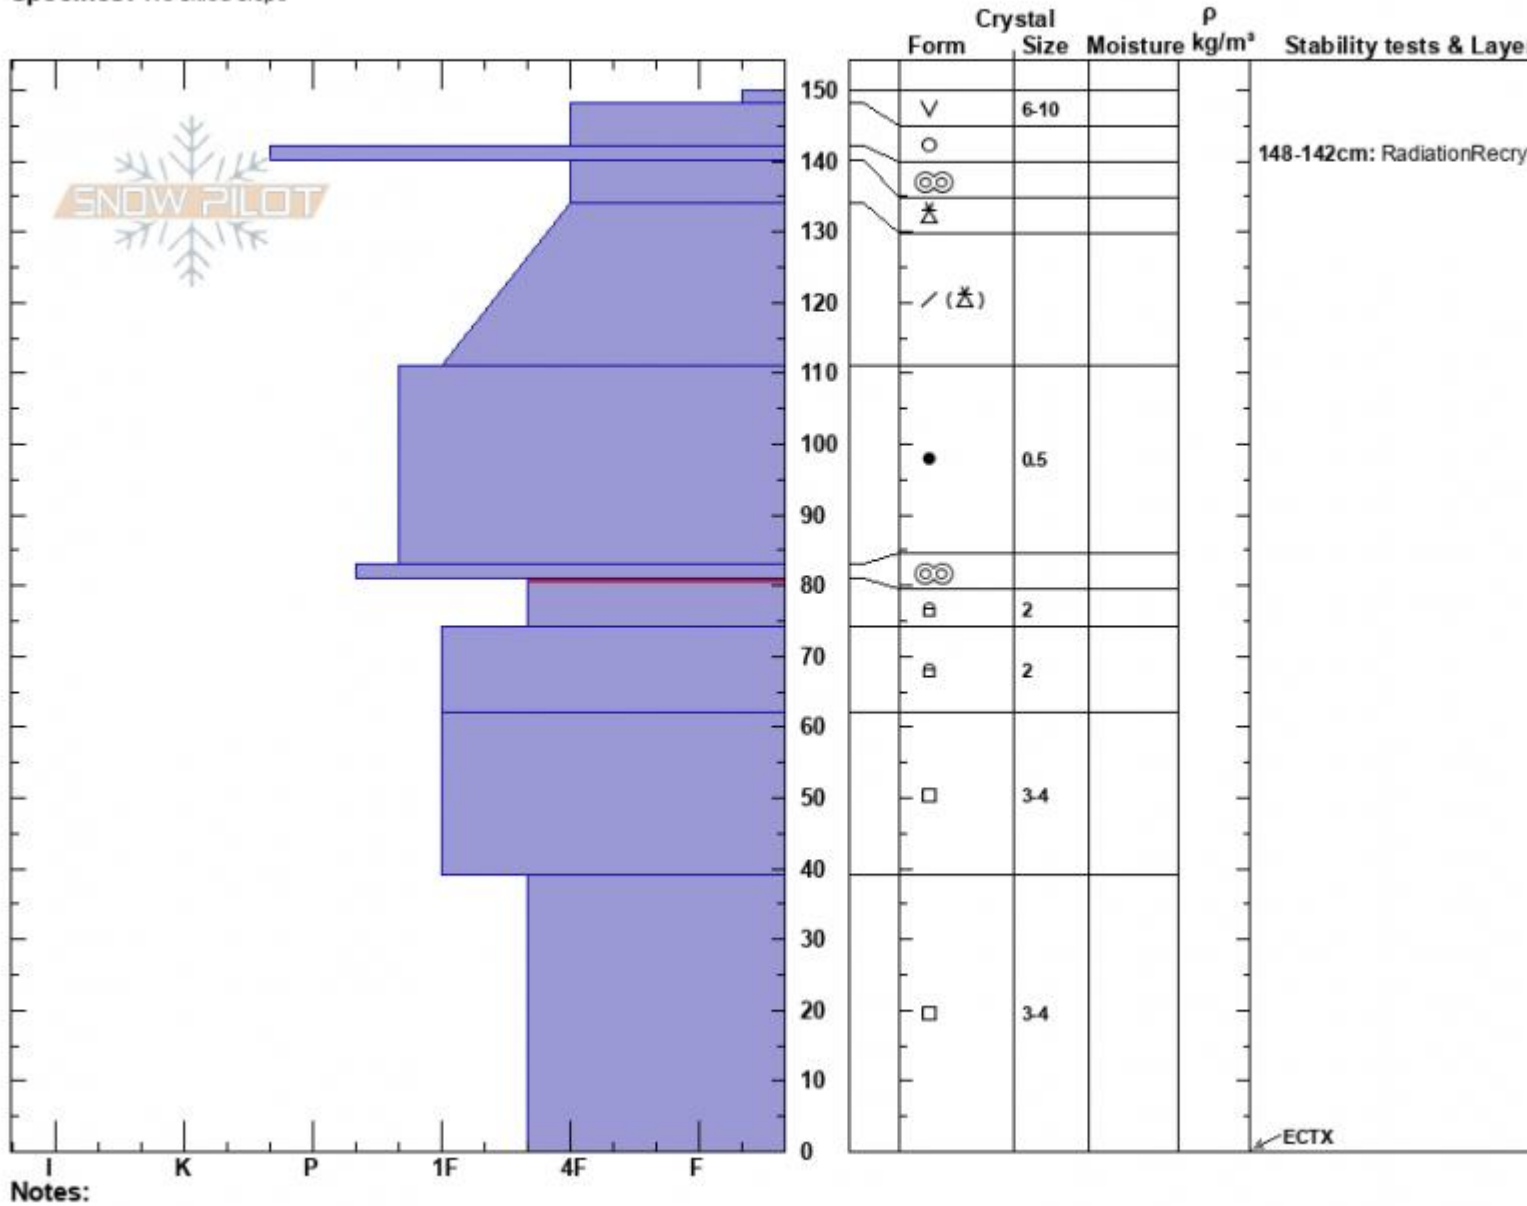 Crystal ρ
Form Size Moisture kg/m³ Stability tests & Laye
SNOW PILOT
150
V 6-10
140
148-142cm: RadiationRecry
130
120
110
100
0.5
90
80
2
70
2
60
50
3-4
40
30
20
3-4
10
ECTX
0
I K P 1F 4F F
Notes: